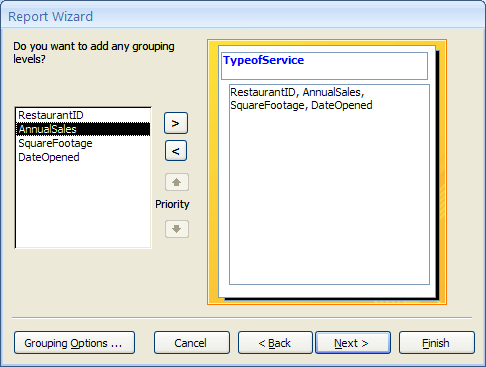 Report Wizard
Do you want to add any grouping
levels?
RestaurantID
AnnualSales
SquareFootage
DateOpened
>
<
Priority
TypeofService
RestaurantID, AnnualSales,
SquareFootage, DateOpened
Grouping Options ...
Cancel
< Back
Next >
Finish